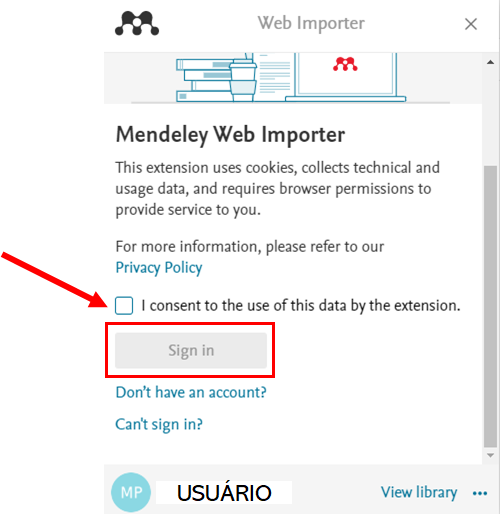 Web Importer
Mendeley Web Importer
This extension uses cookies, collects technical and
usage data, and requires browser permissions to
provide service to you.
For more information, please refer to our
Privacy Policy
I consent to the use of this data by the extension.
Sign in
Don't have an account?
Can't sign in?
MP USUÁRIO View library